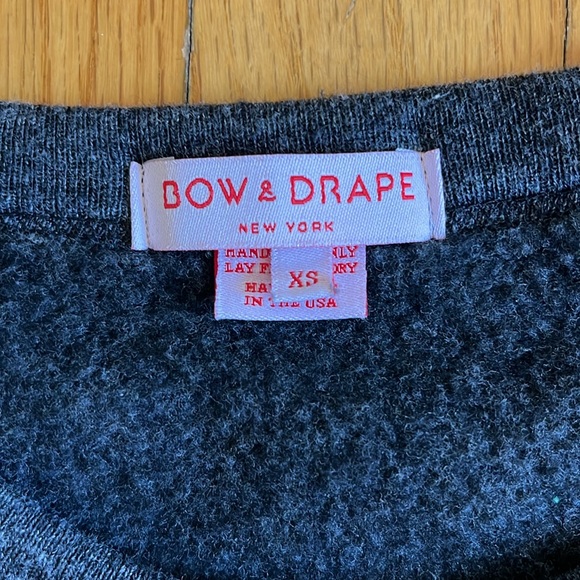 BOW & DRAPE
NEW YORK
HAND
LAY
XS
IN THE USA